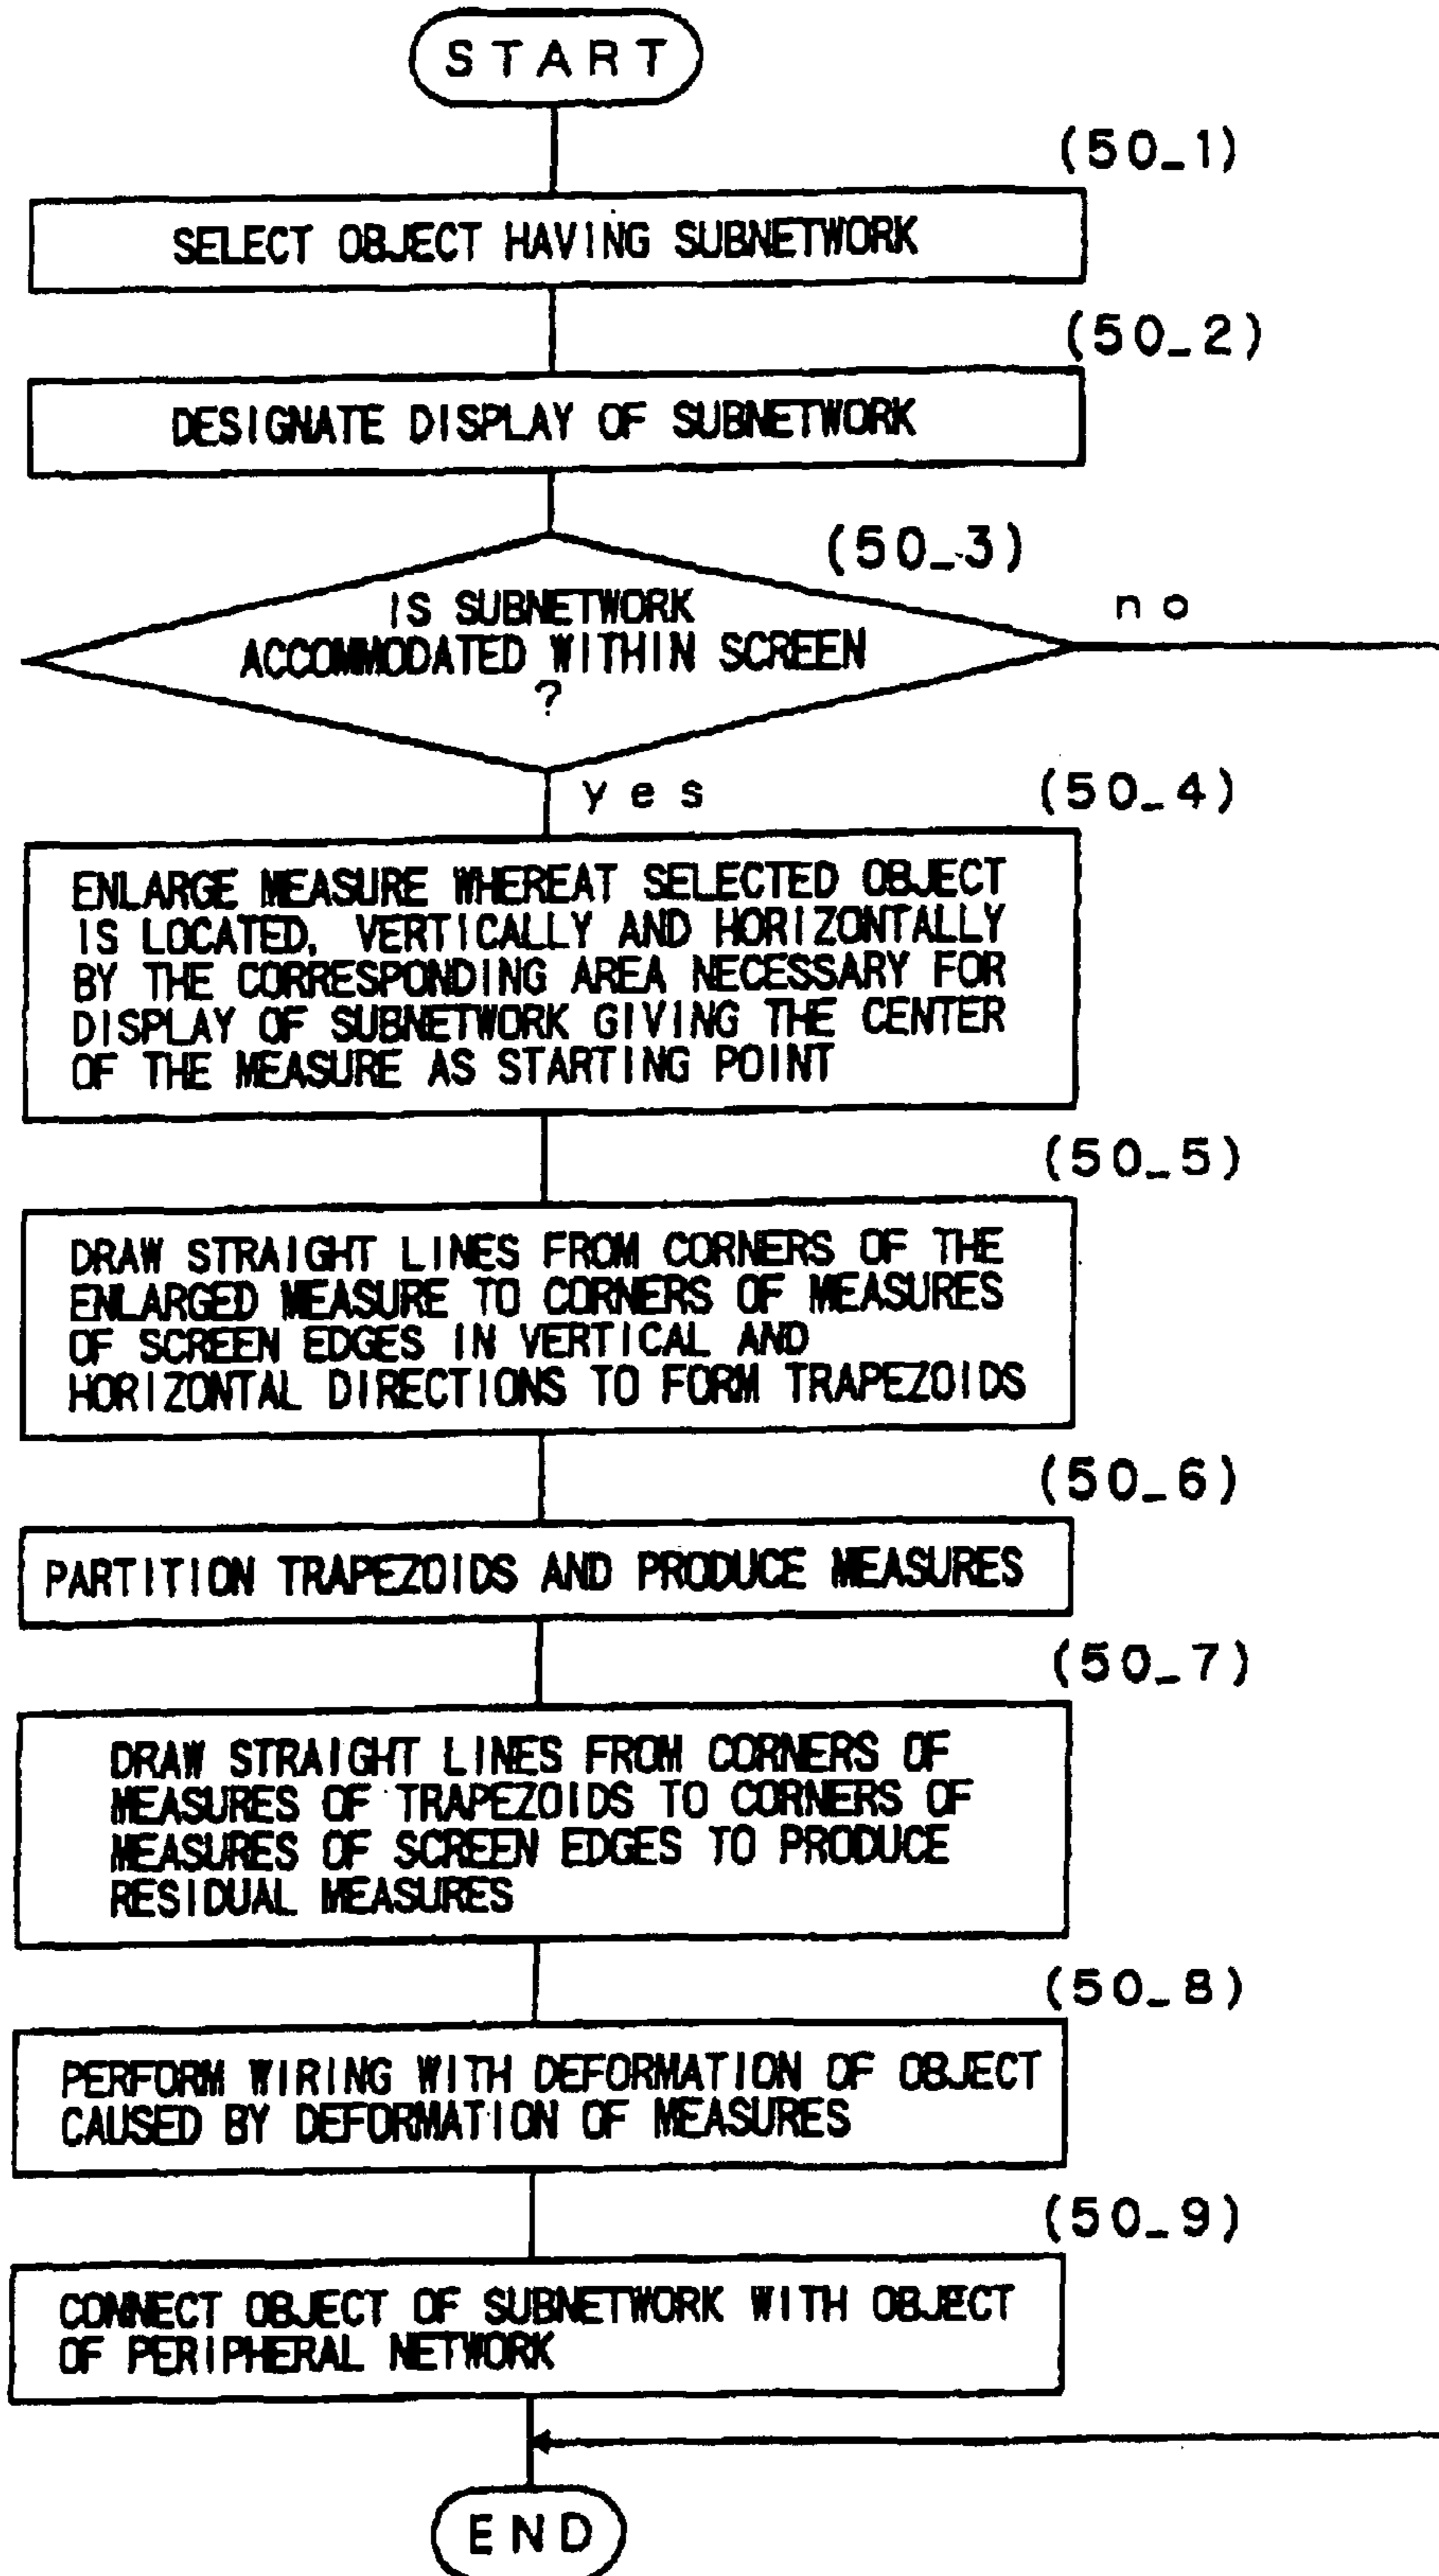 START
(50_1)
SELECT OBJECT HAVING SUBNETWORK
(50_2)
DESIGNATE DISPLAY OF SUBNETWORK
(50_3)
IS SUBNETWORK
ACCOMMODATED WITHIN SCREEN
?
no
yes
(50_4)
ENLARGE MEASURE WHEREAT SELECTED OBJECT
IS LOCATED, VERTICALLY AND HORIZONTALLY
BY THE CORRESPONDING AREA NECESSARY FOR
DISPLAY OF SUBNETWORK GIVING THE CENTER
OF THE MEASURE AS STARTING POINT
(50_5)
DRAW STRAIGHT LINES FROM CORNERS OF THE
ENLARGED MEASURE TO CORNERS OF MEASURES
OF SCREEN EDGES IN VERTICAL AND
HORIZONTAL DIRECTIONS TO FORM TRAPEZOIDS
(50_6)
PARTITION TRAPEZOIDS AND PRODUCE MEASURES
(50_7)
DRAW STRAIGHT LINES FROM CORNERS OF
MEASURES OF TRAPEZOIDS TO CORNERS OF
MEASURES OF SCREEN EDGES TO PRODUCE
RESIDUAL MEASURES
(50_8)
PERFORM WIRING WITH DEFORMATION OF OBJECT
CAUSED BY DEFORMATION OF MEASURES
(50_9)
CONNECT OBJECT OF SUBNETWORK WITH OBJECT
OF PERIPHERAL NETWORK
END